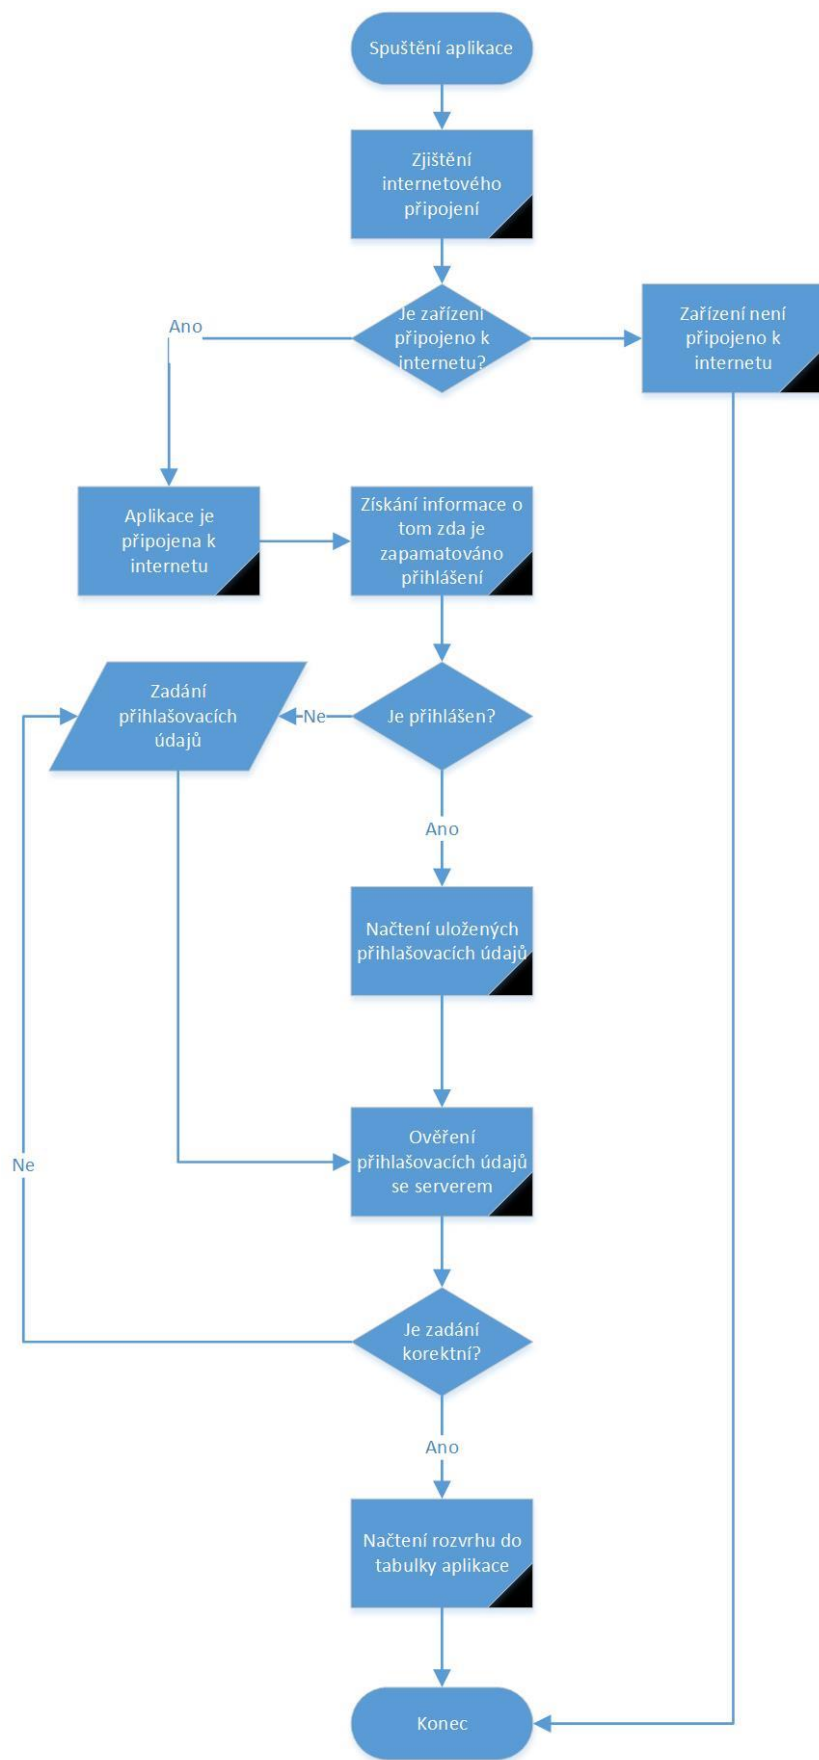 Spuštění aplikace
Zjištění
internetového
připojení
Je zařízení
připojeno k
internetu?
Ano
Zařízení není
připojeno k
internetu
Aplikace je
připojena k
internetu
Získání informace o
tom zda je
zapamatováno
přihlášení
Zadání
přihlašovacích
údajů
Ne
Je přihlášen?
Ano
Načtení uložených
přihlašovacích údajů
Ověření
přihlašovacích údajů
se serverem
Ne
Je zadání
korektní?
Ano
Načtení rozvrhu do
tabulky aplikace
Konec